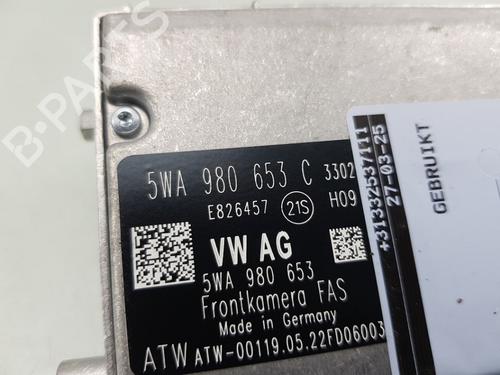 B-PARTS
5WA 980 653 C 3302
E826457 21S H09
VW AG
5WA 980 653
Frontkamera FAS
Made in Germany
ATW ATW-00119.05.22FD06003
+31332537111
27-03-25
GEBRUIKT